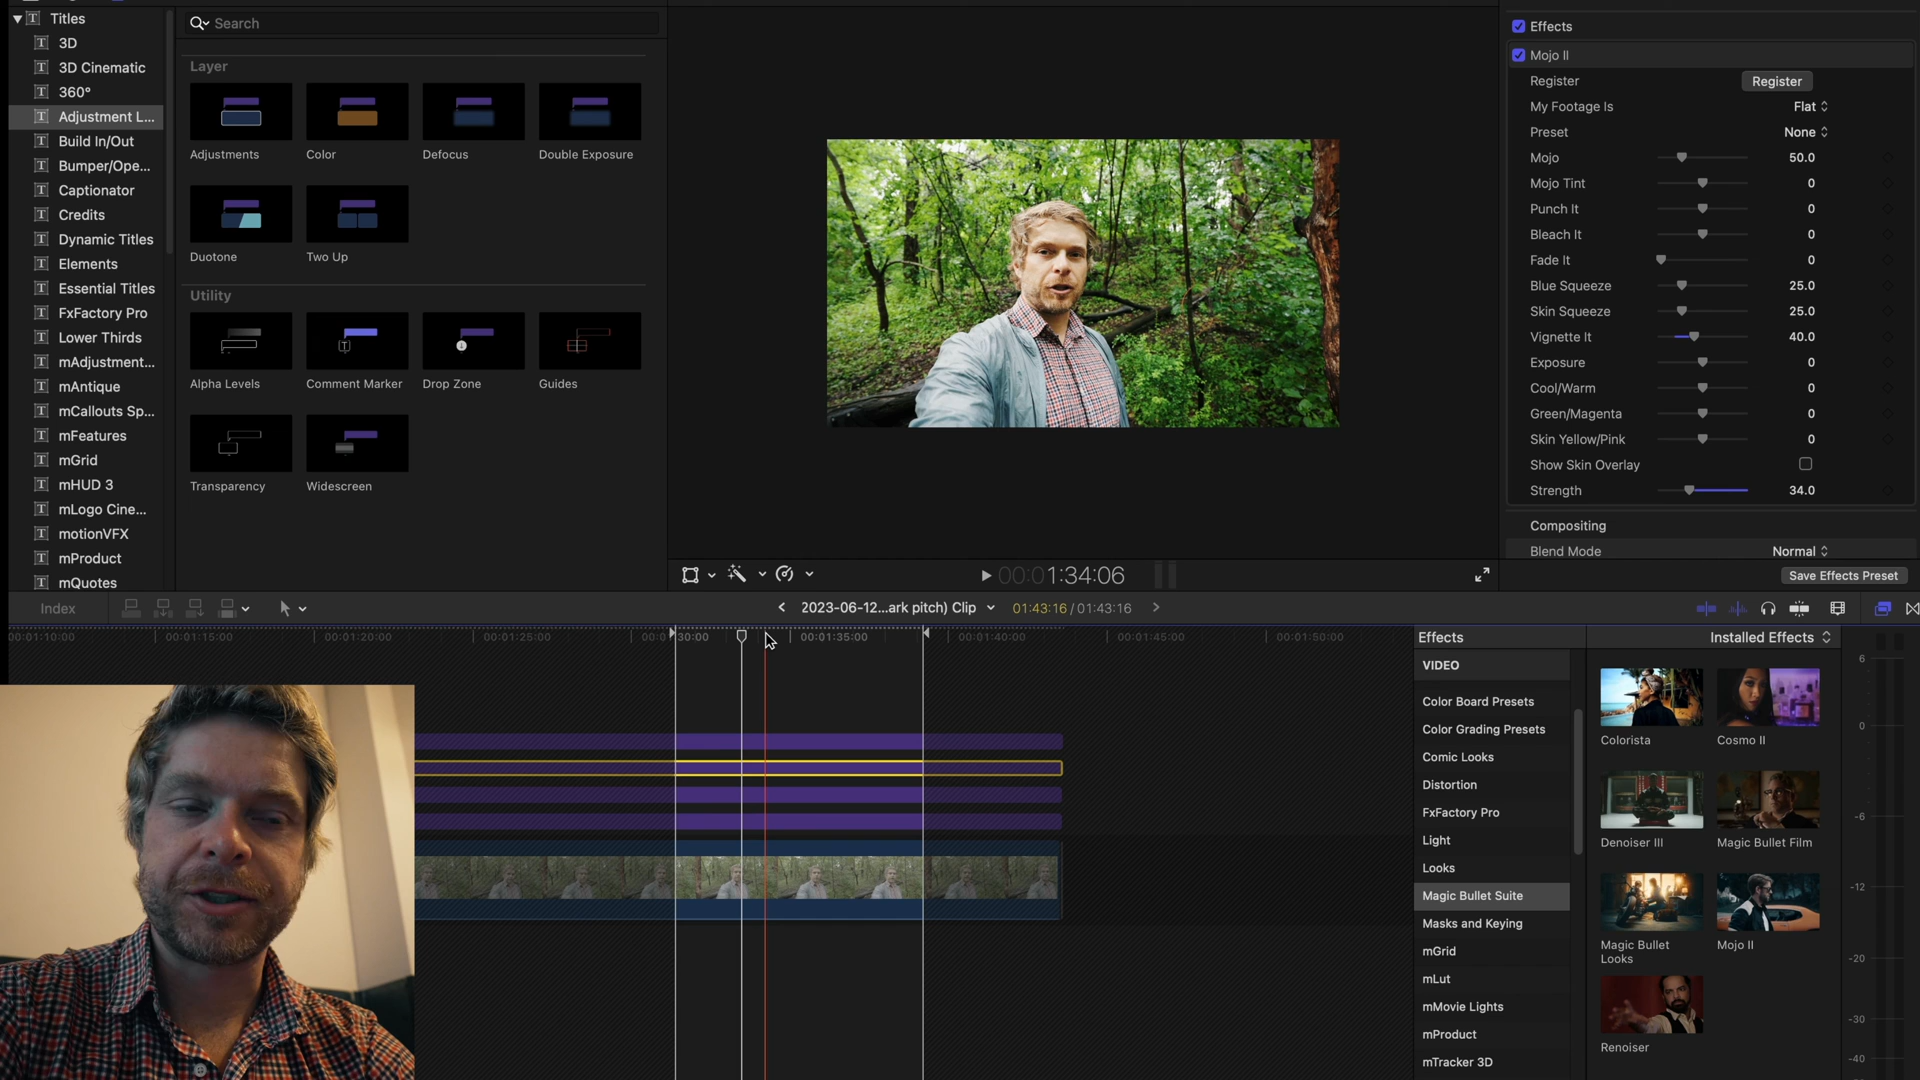 Titles
3D
3D Cinematic
360°
Adjustment L...
Build In/Out
Bumper/Ope...
Captionator
Credits
Dynamic Titles
Elements
Essential Titles
FxFactory Pro
Lower Thirds
mAdjustment...
mAntique
mCallouts Sp...
mFeatures
mGrid
mHUD 3
mLogo Cine...
motionVFX
mProduct
mQuotes
Search
Layer
Adjustments
Color
Defocus
Double Exposure
Duotone
Two Up
Utility
Alpha Levels
Comment Marker
Drop Zone
Guides
Transparency
Widescreen
00:01:34:06
Effects
Mojo II
Register Register
My Footage Is Flat
Preset None
Mojo 50.0
Mojo Tint 0
Punch It 0
Bleach It 0
Fade It 0
Blue Squeeze 25.0
Skin Squeeze 25.0
Vignette It 40.0
Exposure 0
Cool/Warm 0
Green/Magenta 0
Skin Yellow/Pink 0
Show Skin Overlay
Strength 34.0
Compositing
Blend Mode Normal
Save Effects Preset
Index
2023-06-12...ark pitch) Clip
01:43:16 / 01:43:16
00:01:10:00
00:01:15:00
00:01:20:00
00:01:25:00
30:00
00:01:35:00
00:01:40:00
00:01:45:00
00:01:50:00
Effects
VIDEO
Color Board Presets
Color Grading Presets
Comic Looks
Distortion
FxFactory Pro
Light
Looks
Magic Bullet Suite
Masks and Keying
mGrid
mLut
mMovie Lights
mProduct
mTracker 3D
Installed Effects
Colorista
Cosmo II
Denoiser III
Magic Bullet Film
Magic Bullet
Looks
Mojo II
Renoiser
6
0
-6
-12
-20
-30
-40